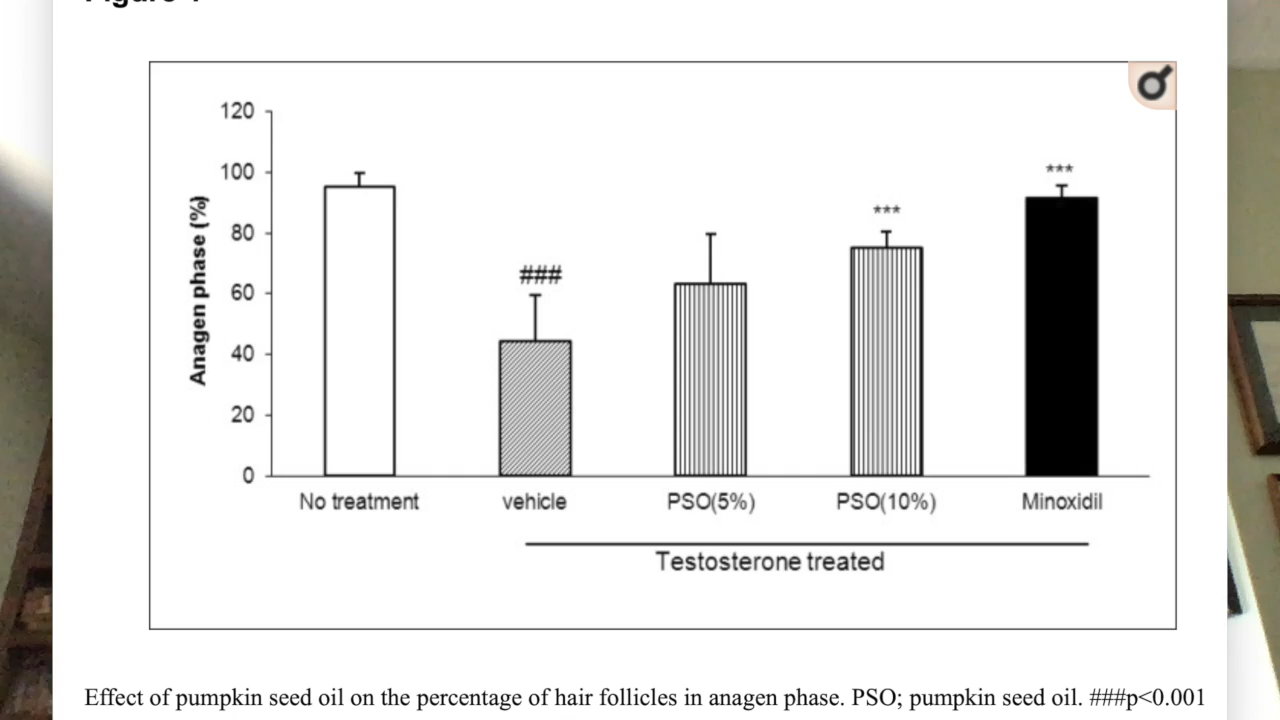 120
100
80
60
40
20
0
Anagen phase (%)
###
***
***
No treatment vehicle PSO(5%) PSO(10%) Minoxidil
Testosterone treated
Effect of pumpkin seed oil on the percentage of hair follicles in anagen phase. PSO; pumpkin seed oil. ###p<0.001